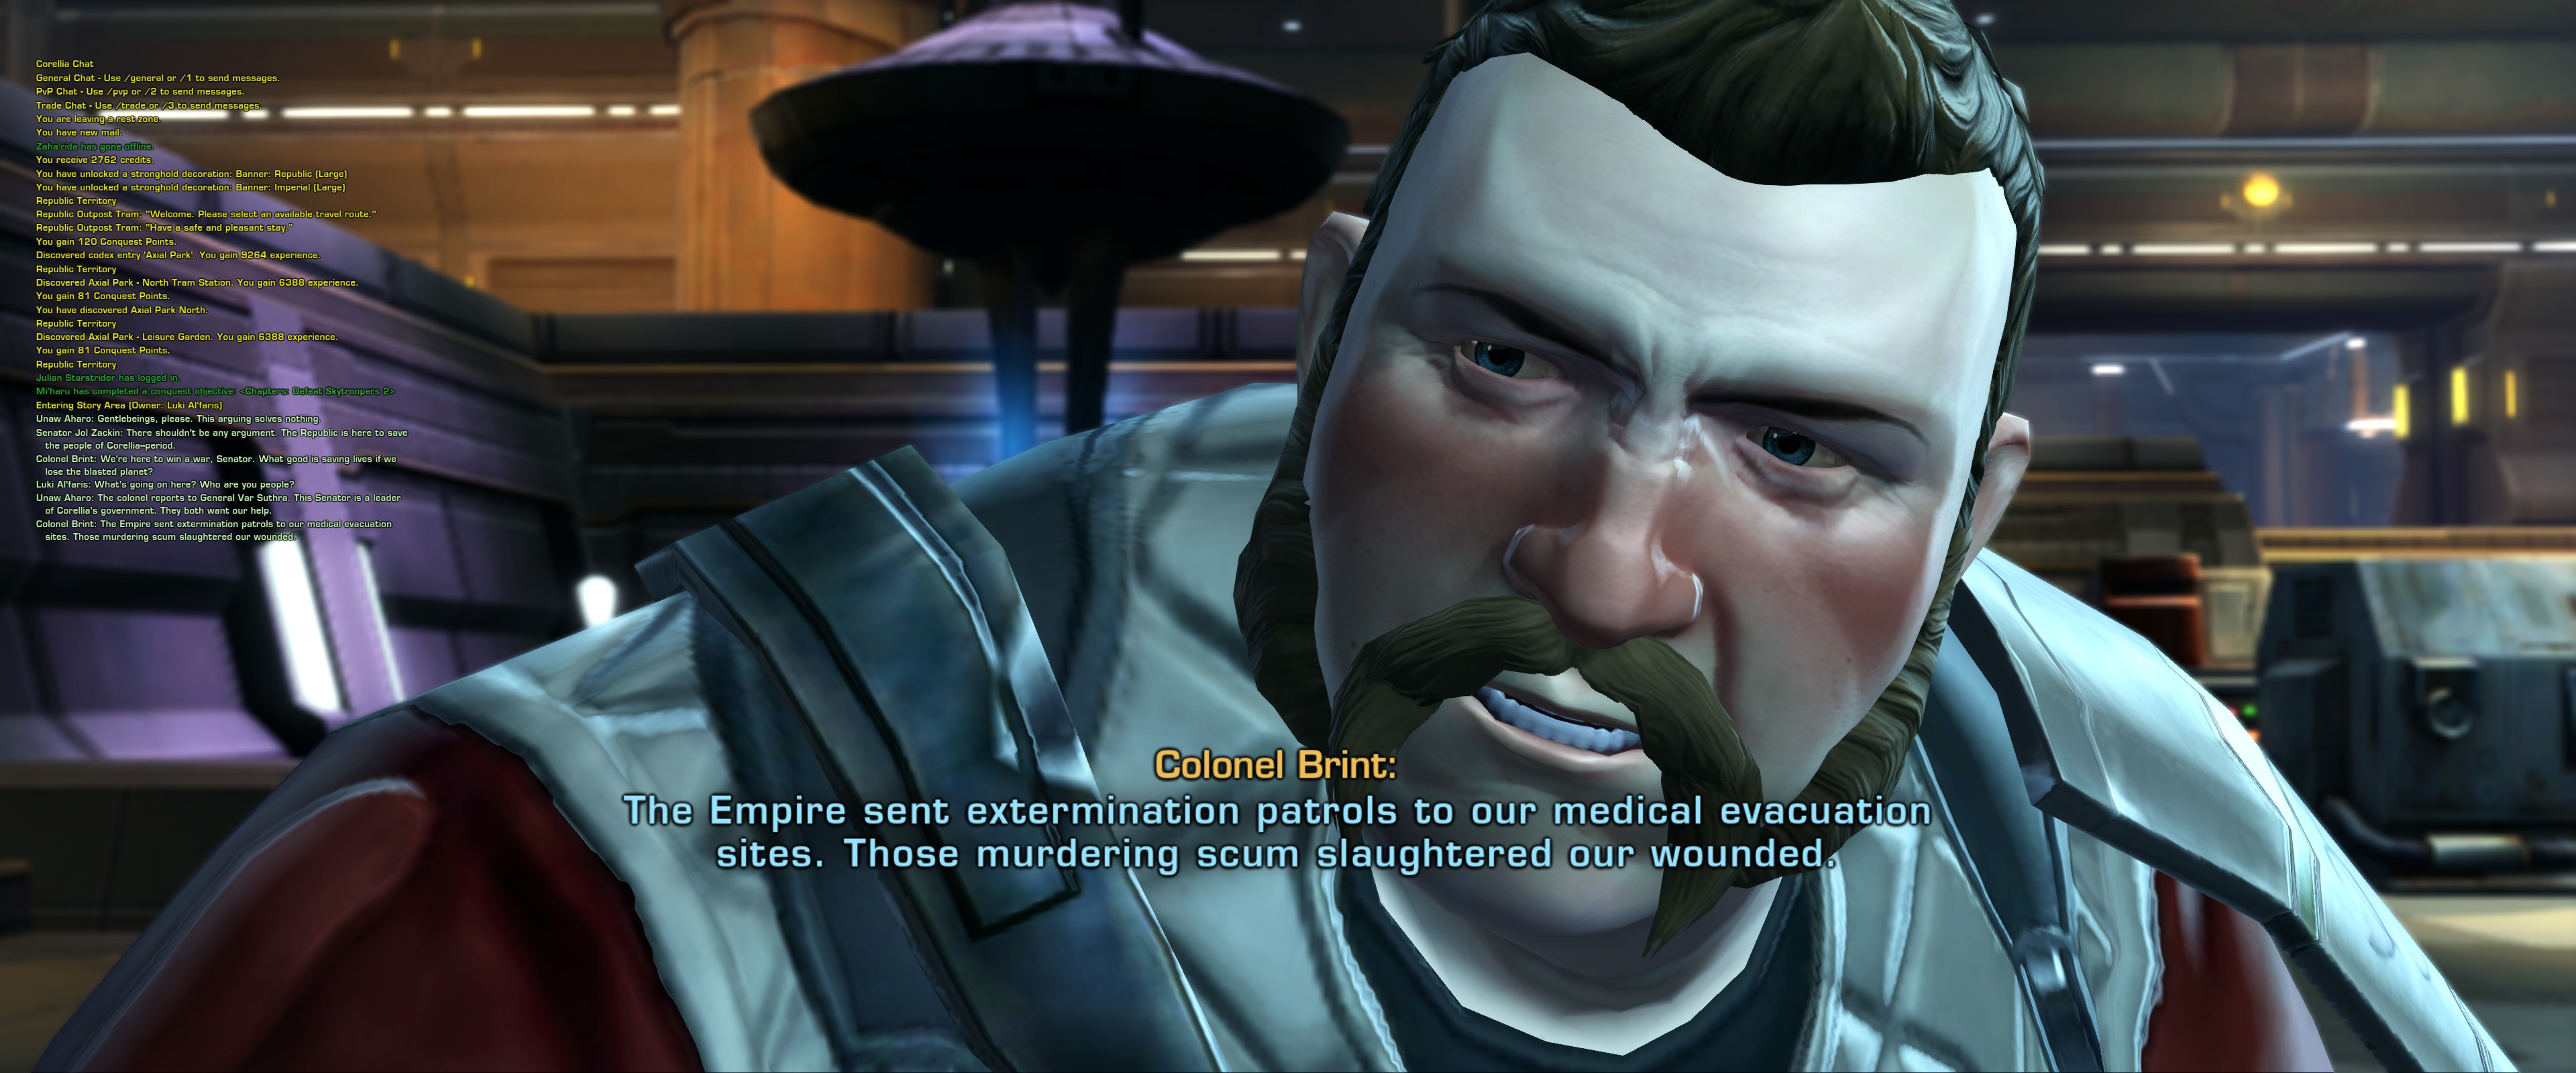 Corellia Chat
General Chat - Use /general or /1 to send messages.
PvP Chat - Use /pvp or /2 to send messages.
Trade Chat - Use /trade or /3 to send messages.
You are leaving a rest zone.
You have new mail.
Zaha'rida has gone offline.
You receive 2762 credits.
You have unlocked a stronghold decoration: Banner: Republic (Large)
You have unlocked a stronghold decoration: Banner: Imperial (Large)
Republic Territory
Republic Outpost Tram: "Welcome. Please select an available travel route."
Republic Outpost Tram: "Have a safe and pleasant stay."
You gain 120 Conquest Points.
Discovered codex entry 'Axial Park'. You gain 9264 experience.
Republic Territory
Discovered Axial Park - North Tram Station. You gain 6388 experience.
You gain 81 Conquest Points.
You have discovered Axial Park North.
Republic Territory
Discovered Axial Park - Leisure Garden. You gain 6388 experience.
You gain 81 Conquest Points.
Republic Territory
Julian Starstrider has logged in.
Mi'haru has completed a conquest objective: <Chapters: Defeat Skytroopers 2>
Entering Story Area (Owner: Luki Al'faris)
Unaw Aharo: Gentlebeings, please. This arguing solves nothing.
Senator Jol Zackin: There shouldn't be any argument. The Republic is here to save
the people of Corellia–period.
Colonel Brint: We're here to win a war, Senator. What good is saving lives if we
lose the blasted planet?
Luki Al'faris: What's going on here? Who are you people?
Unaw Aharo: The colonel reports to General Var Suthra. This Senator is a leader
of Corellia's government. They both want our help.
Colonel Brint: The Empire sent extermination patrols to our medical evacuation
sites. Those murdering scum slaughtered our wounded.
Colonel Brint:
The Empire sent extermination patrols to our medical evacuation
sites. Those murdering scum slaughtered our wounded.